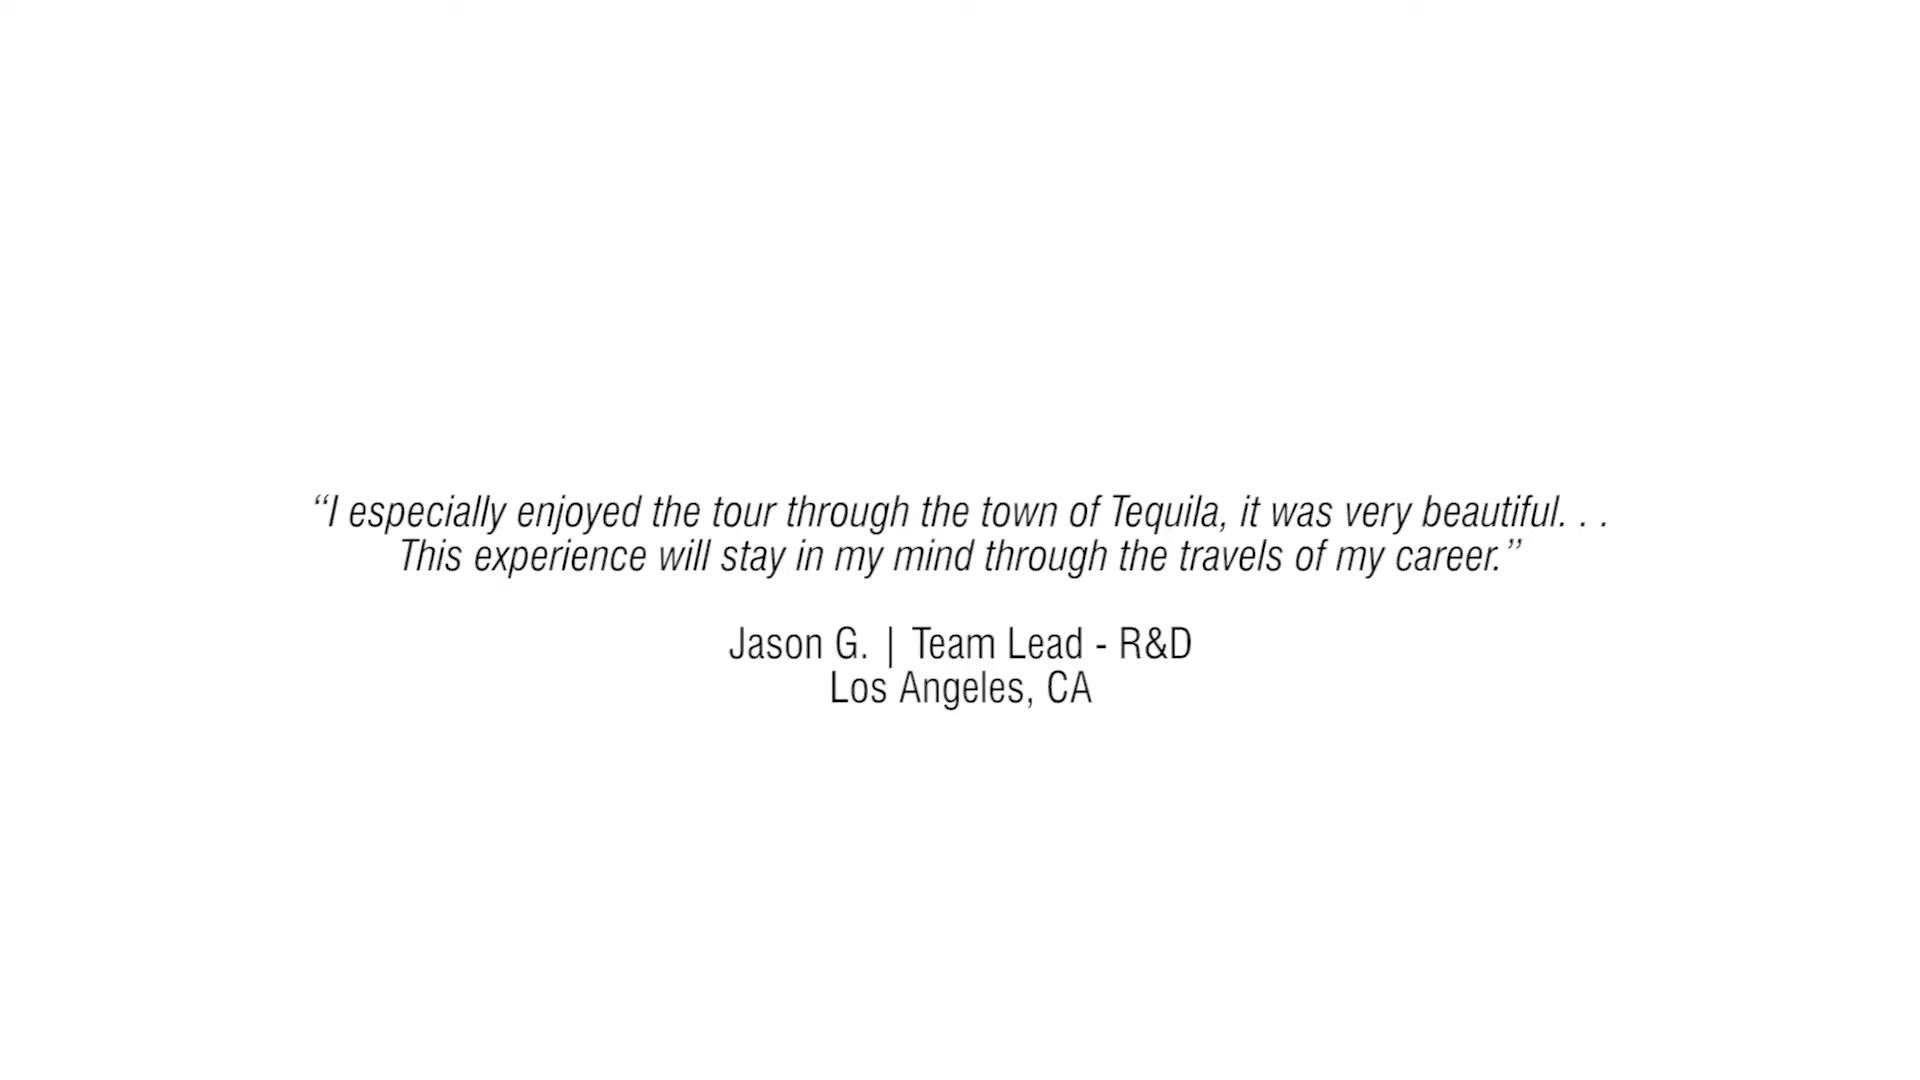 “I especially enjoyed the tour through the town of Tequila, it was very beautiful. . .
This experience will stay in my mind through the travels of my career.”
Jason G. | Team Lead - R&D
Los Angeles, CA